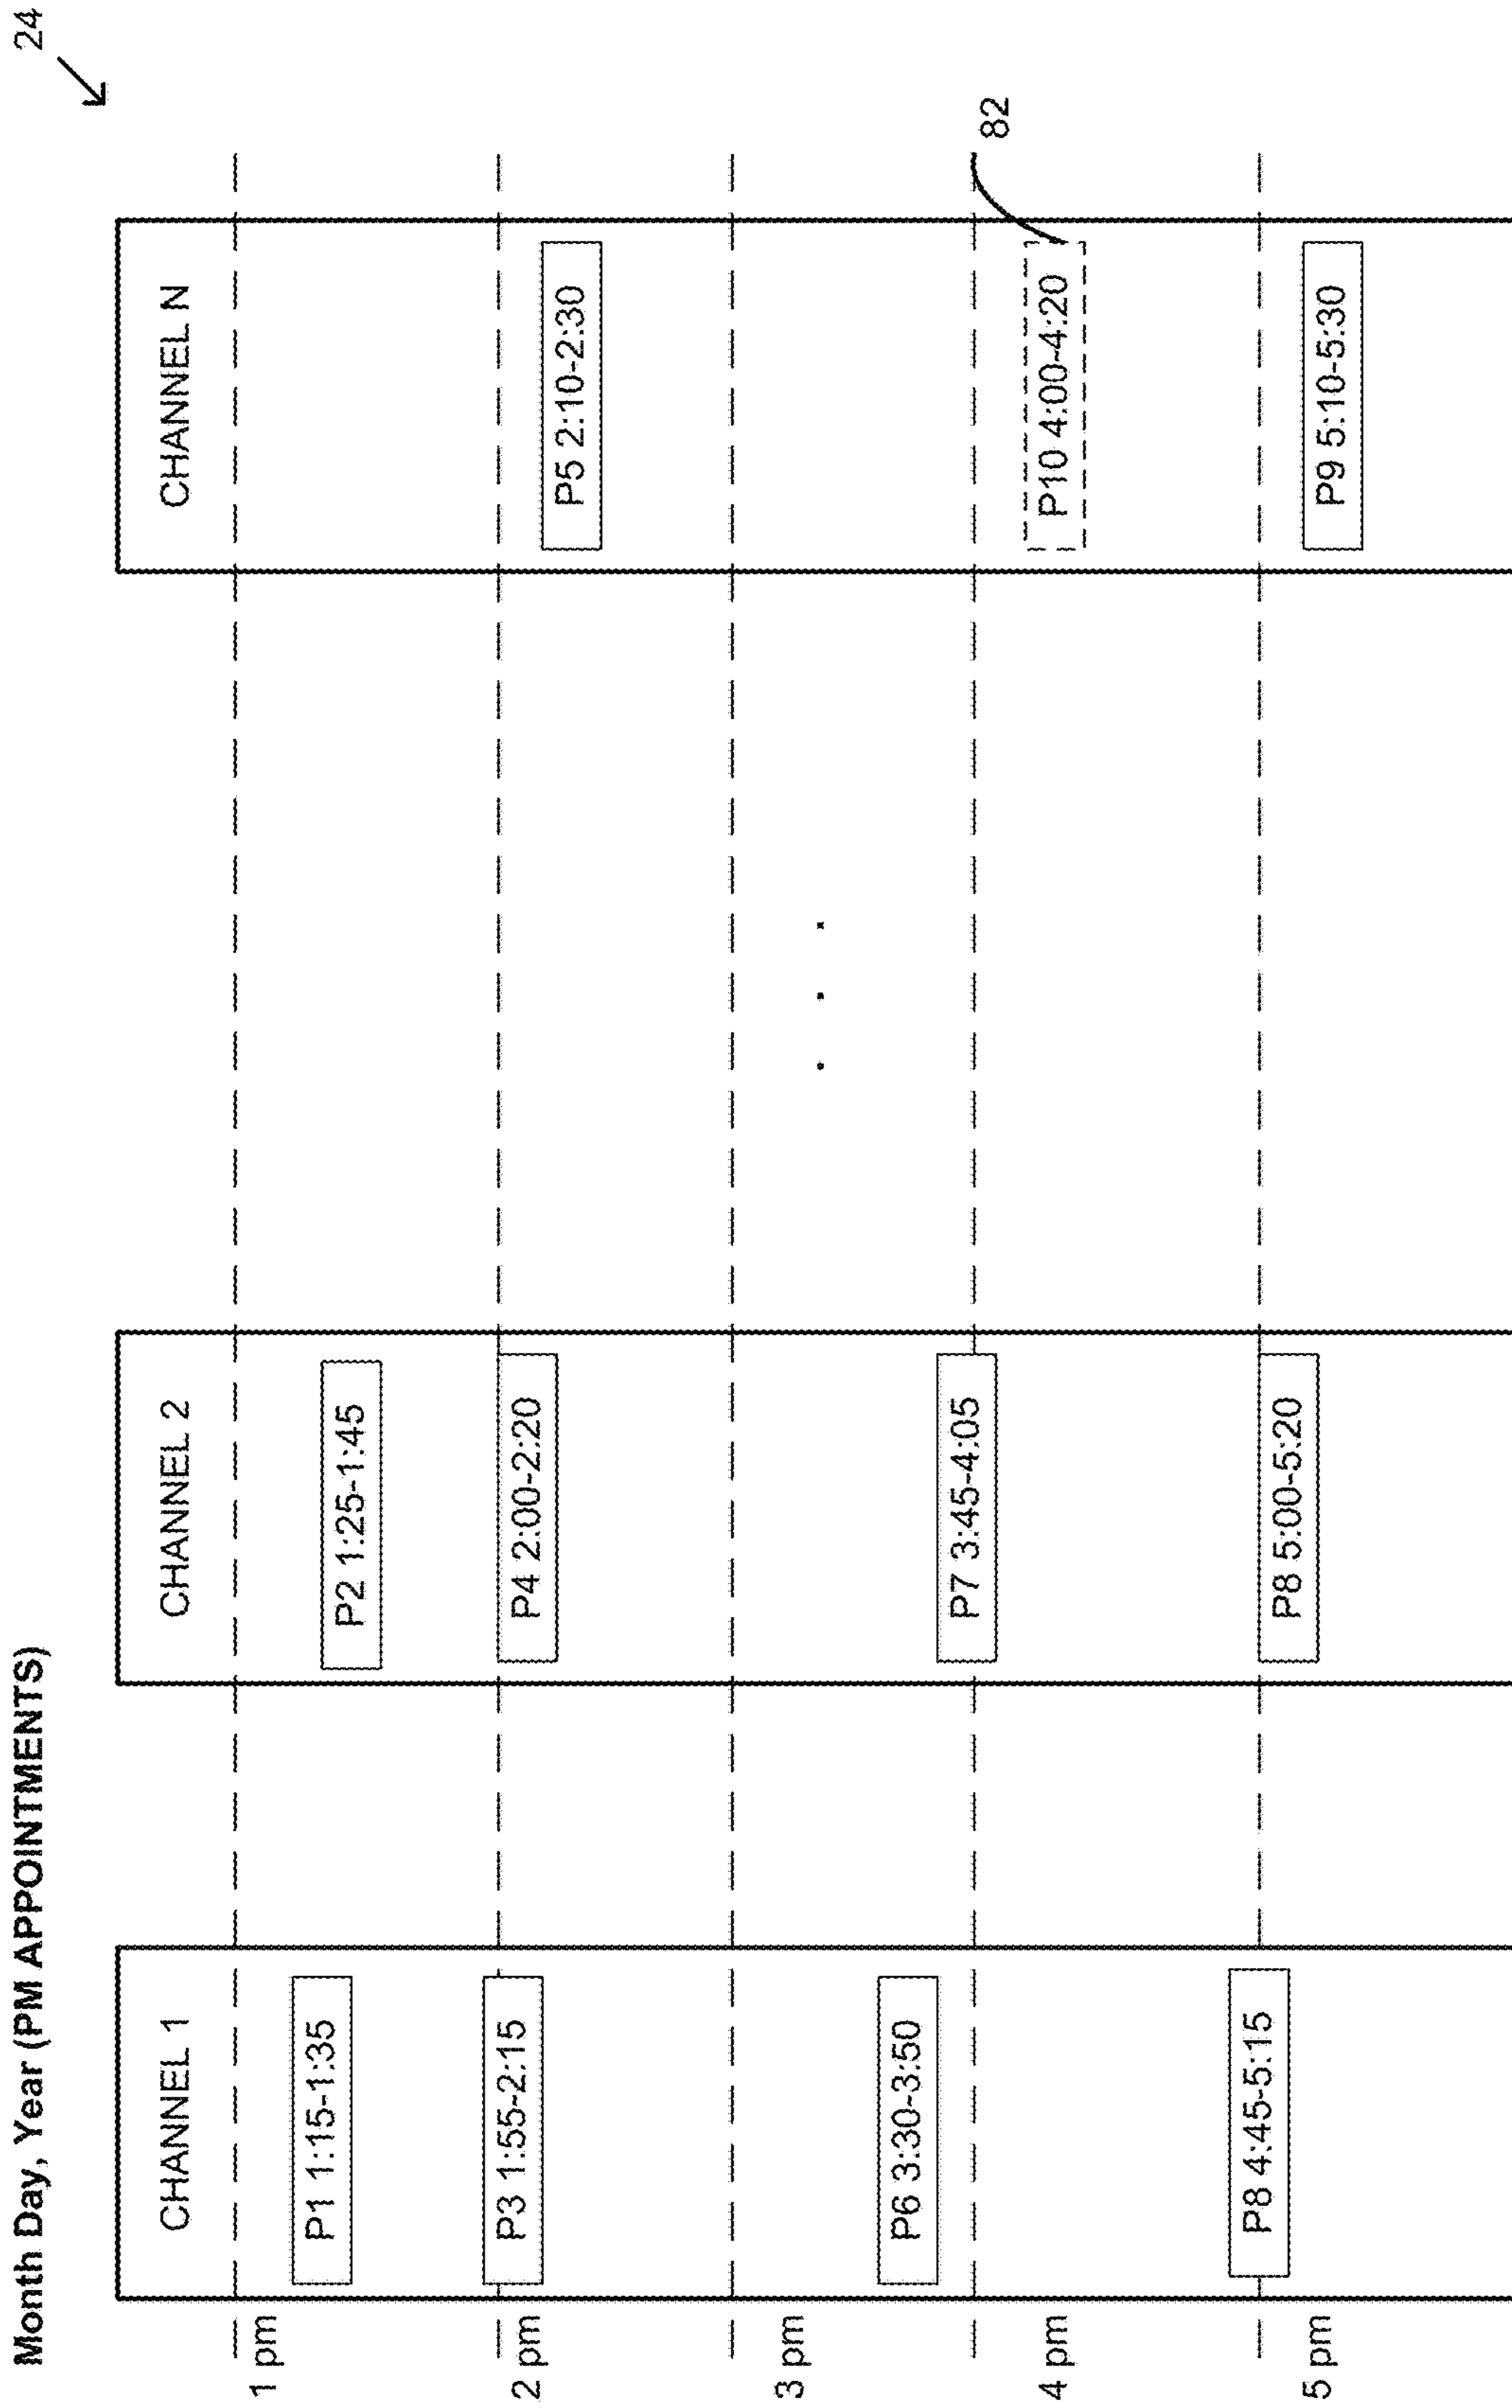 24
Month Day, Year (PM APPOINTMENTS)
CHANNEL 1
CHANNEL 2
CHANNEL N
1 pm
P1 1:15-1:35
P2 1:25-1:45
2 pm
P3 1:55-2:15
P4 2:00-2:20
P5 2:10-2:30
3 pm
. . .
P6 3:30-3:50
P7 3:45-4:05
82
4 pm
P10 4:00-4:20
P8 4:45-5:15
P8 5:00-5:20
5 pm
P9 5:10-5:30